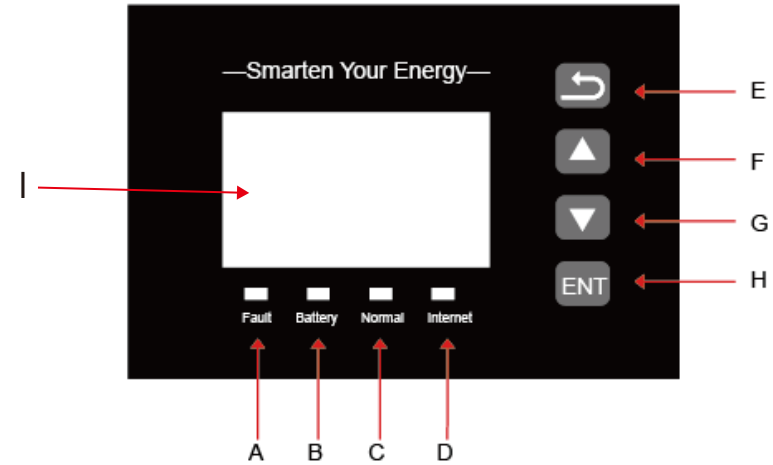 —Smarten Your Energy—
E
F
I
G
ENT H
Fault Battery Normal Internet
A B C D